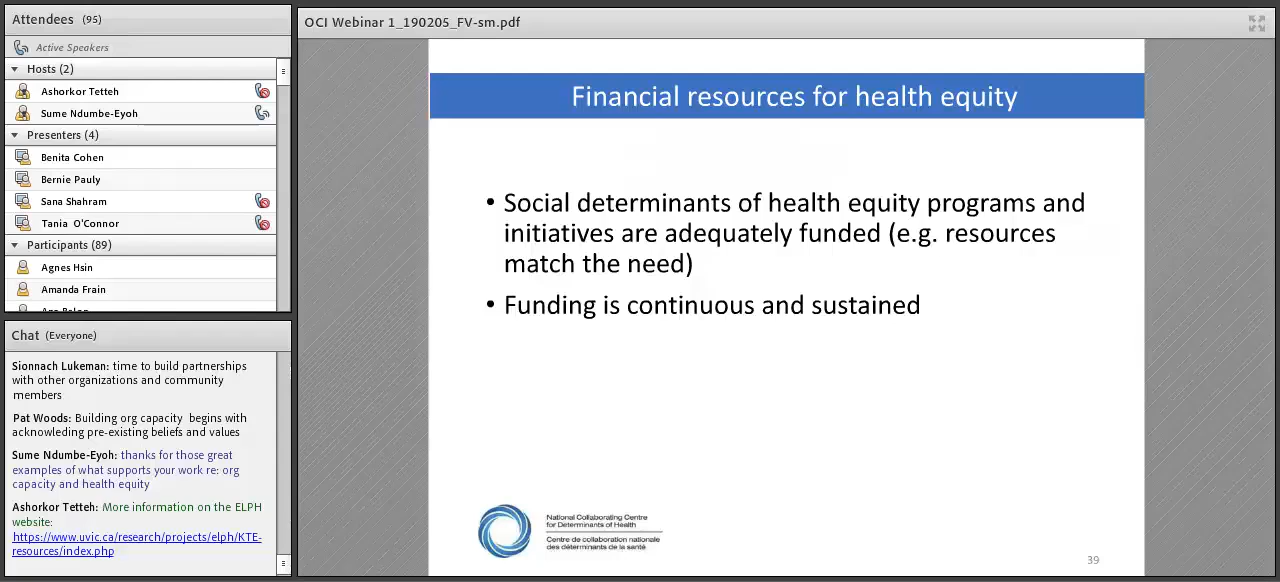 Attendees (95)
Active Speakers
Hosts (2)
Ashorkor Tetteh
Sume Ndumbe-Eyoh
Presenters (4)
Benita Cohen
Bernie Pauly
Sana Shahram
Tania O'Connor
Participants (89)
Agnes Hsin
Amanda Frain
Chat (Everyone)
Sionnach Lukeman: time to build partnerships
with other organizations and community
members
Pat Woods: Building org capacity begins with
acknowleding pre-existing beliefs and values
Sume Ndumbe-Eyoh: thanks for those great
examples of what supports your work re: org
capacity and health equity
Ashorkor Tetteh: More information on the ELPH
website:
https://www.uvic.ca/research/projects/elph/KTE-
resources/index.php
OCI Webinar 1_190205_FV-sm.pdf
Financial resources for health equity
• Social determinants of health equity programs and
initiatives are adequately funded (e.g. resources
match the need)
• Funding is continuous and sustained
National Collaborating Centre
for Determinants of Health
Centre de collaboration nationale
des déterminants de la santé
39